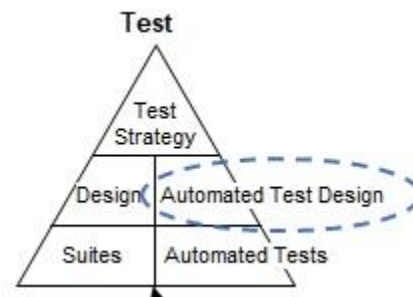 Test
Test
Strategy
Design
Automated Test Design
Suites
Automated Tests